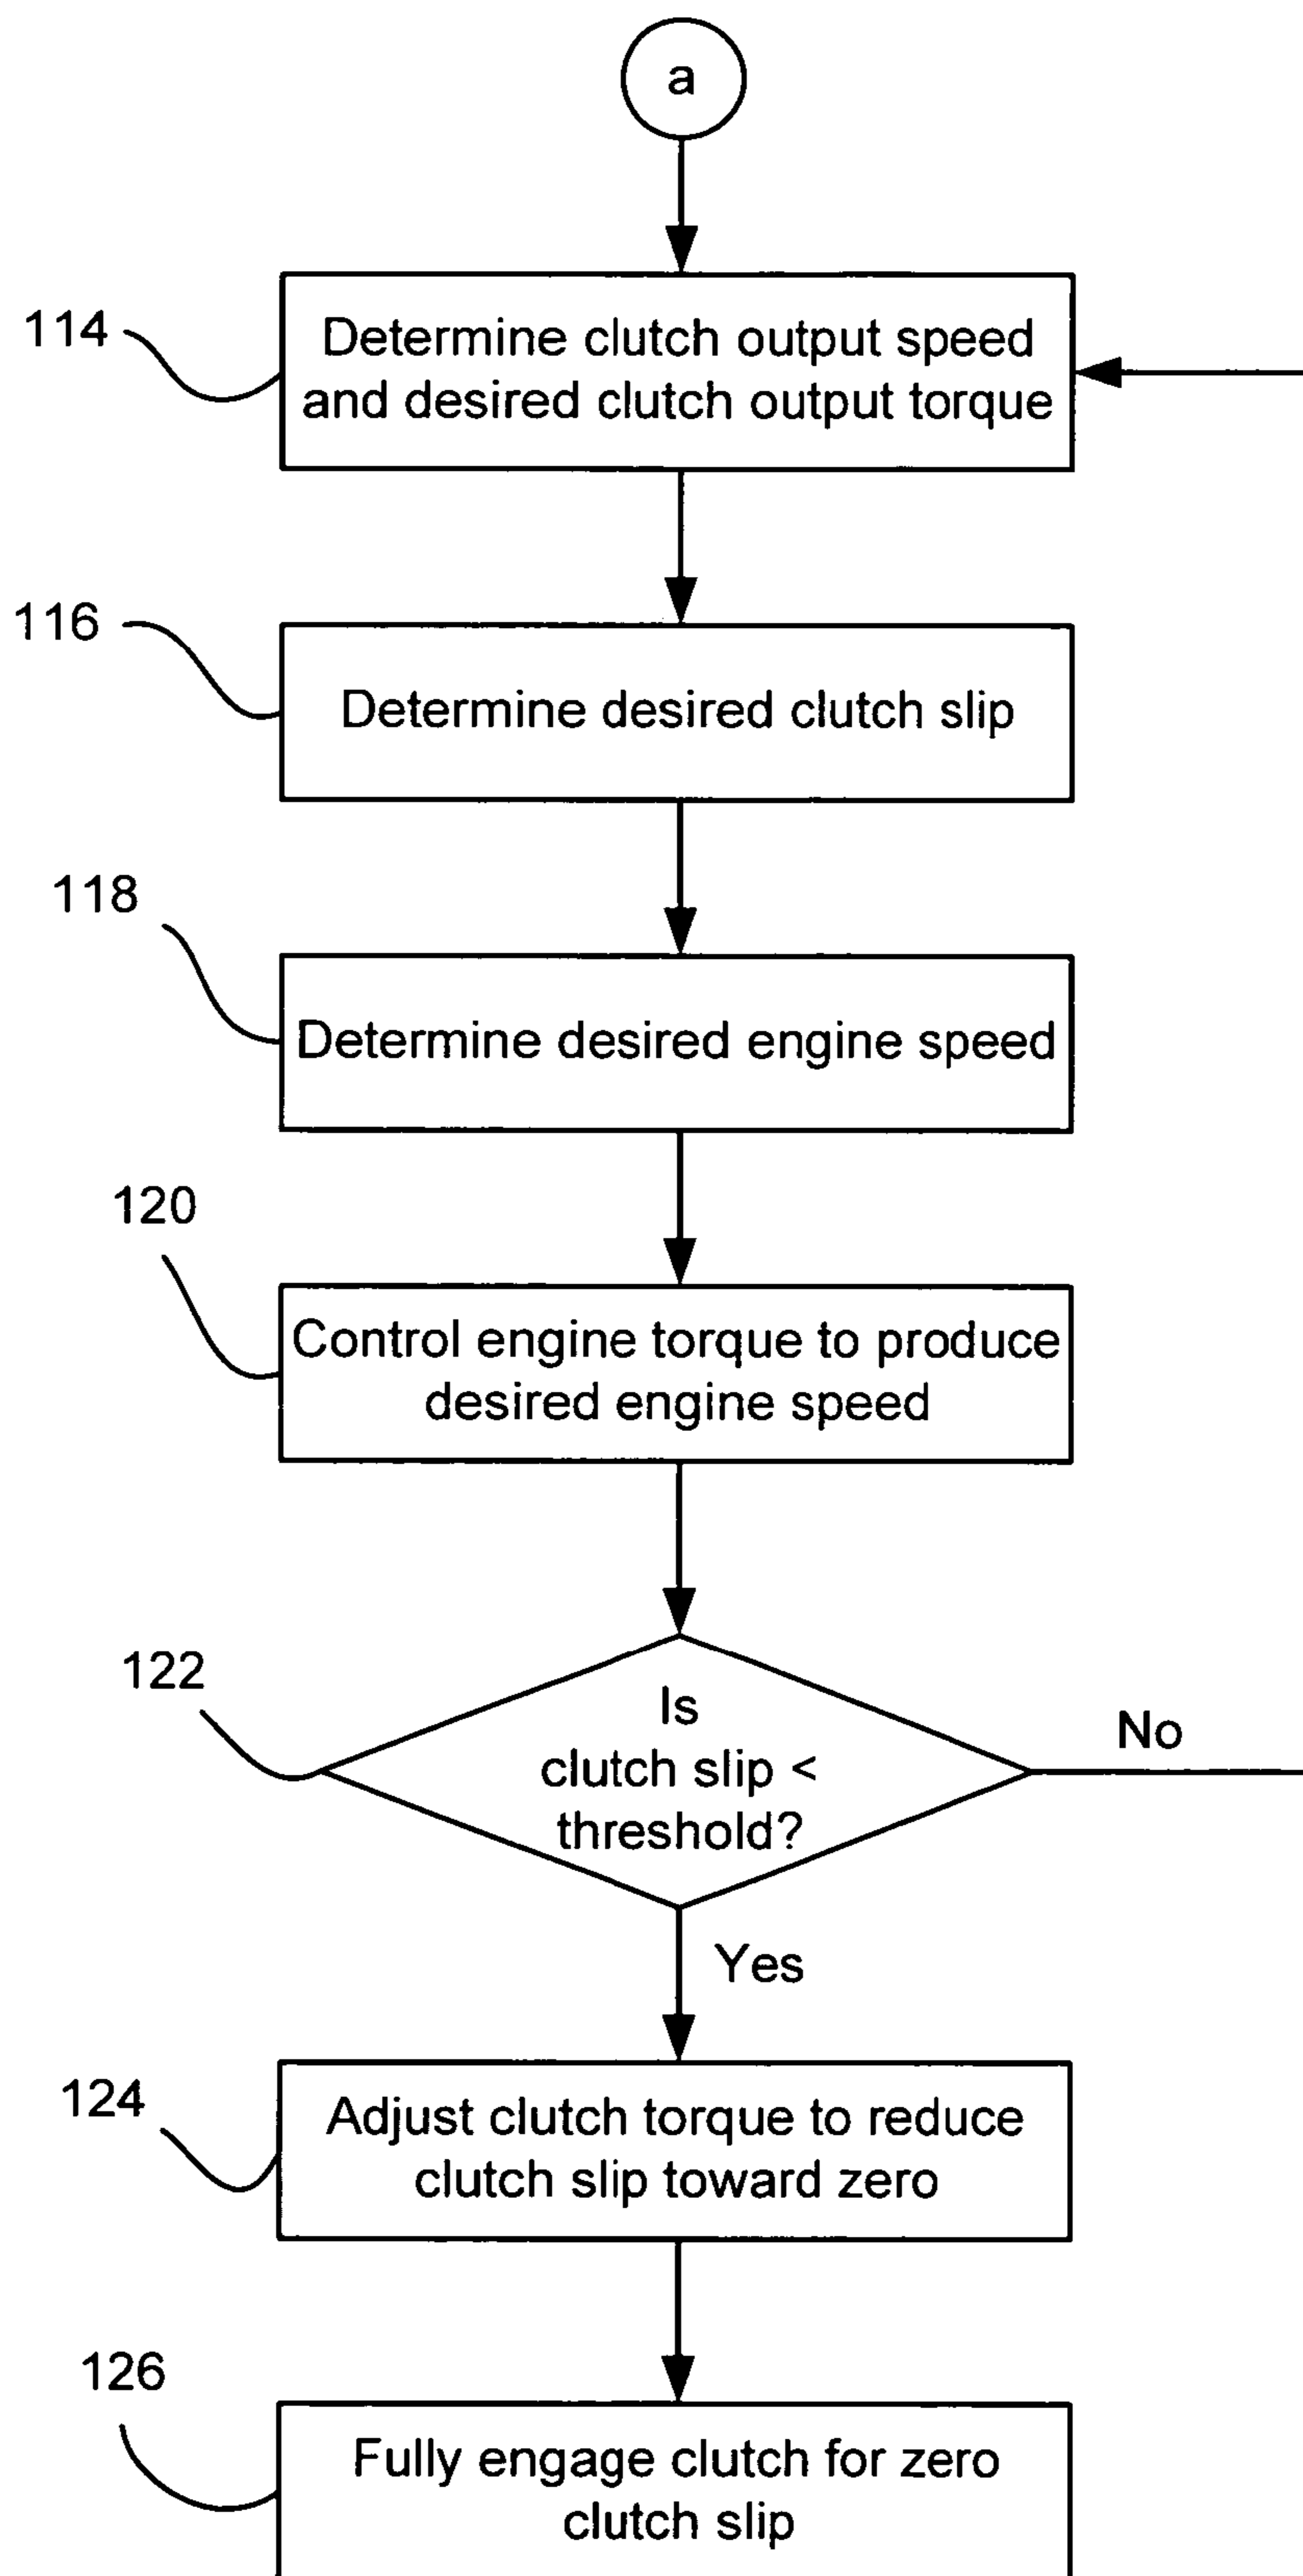 a
114
Determine clutch output speed
and desired clutch output torque
116
Determine desired clutch slip
118
Determine desired engine speed
120
Control engine torque to produce
desired engine speed
122
Is
clutch slip <
threshold?
No
Yes
124
Adjust clutch torque to reduce
clutch slip toward zero
126
Fully engage clutch for zero
clutch slip